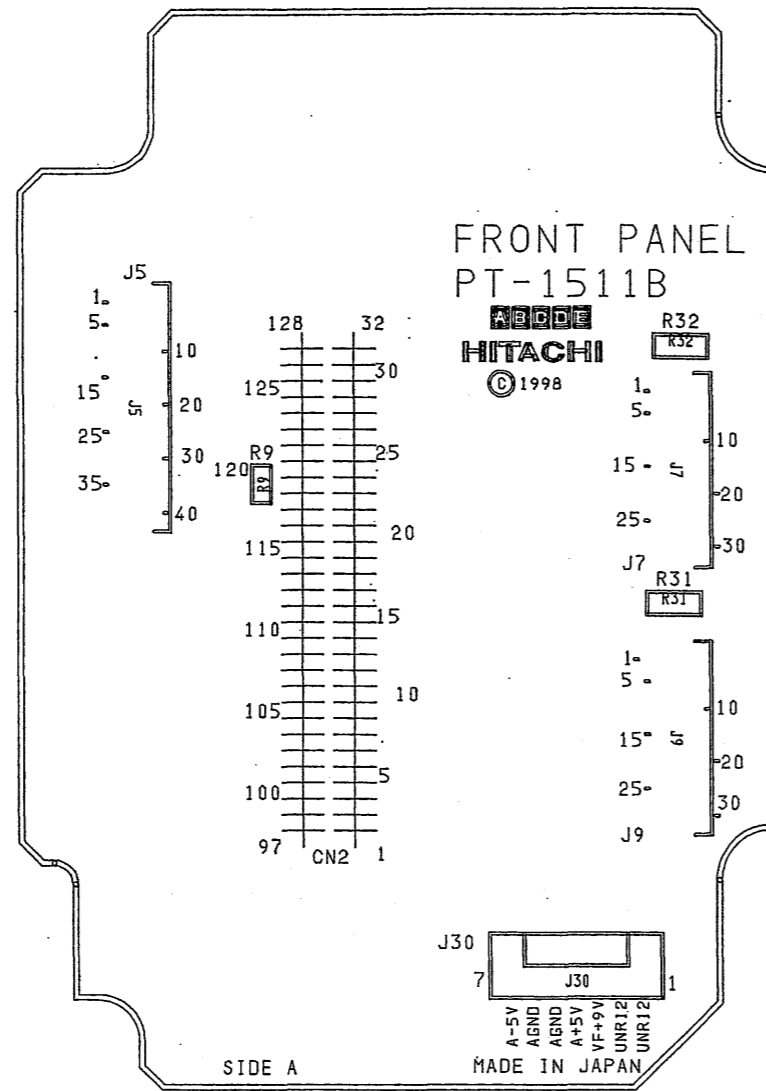 FRONT PANEL
PT-1511B
ABCDE
HITACHI
© 1998
J5
1
5
10
15
J5
20
25
30
35
40
128 32
30
125
25
R9
120
R9
20
115
15
110
10
105
5
100
97 CN2 1
R32
R32
1
5
10
15
J7
20
25
30
J7
R31
R31
1
5
10
15
J9
20
25
30
J9
J30
7 J30 1
A-5V
AGND
AGND
A+5V
VF+9V
UNR12
UNR12
SIDE A MADE IN JAPAN